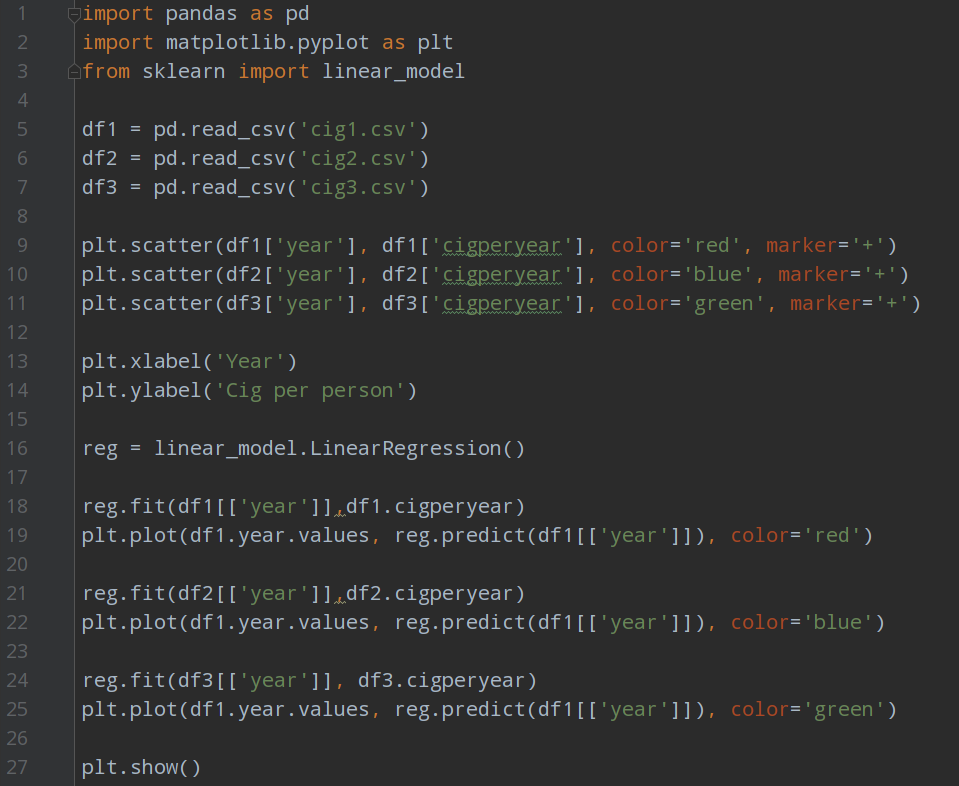 1 import pandas as pd
2 import matplotlib.pyplot as plt
3 from sklearn import linear_model
4
5 df1 = pd.read_csv('cig1.csv')
6 df2 = pd.read_csv('cig2.csv')
7 df3 = pd.read_csv('cig3.csv')
8
9 plt.scatter(df1['year'], df1['cigperyear'], color='red', marker='+')
10 plt.scatter(df2['year'], df2['cigperyear'], color='blue', marker='+')
11 plt.scatter(df3['year'], df3['cigperyear'], color='green', marker='+')
12
13 plt.xlabel('Year')
14 plt.ylabel('Cig per person')
15
16 reg = linear_model.LinearRegression()
17
18 reg.fit(df1[['year']],df1.cigperyear)
19 plt.plot(df1.year.values, reg.predict(df1[['year']]), color='red')
20
21 reg.fit(df2[['year']],df2.cigperyear)
22 plt.plot(df1.year.values, reg.predict(df1[['year']]), color='blue')
23
24 reg.fit(df3[['year']], df3.cigperyear)
25 plt.plot(df1.year.values, reg.predict(df1[['year']]), color='green')
26
27 plt.show()